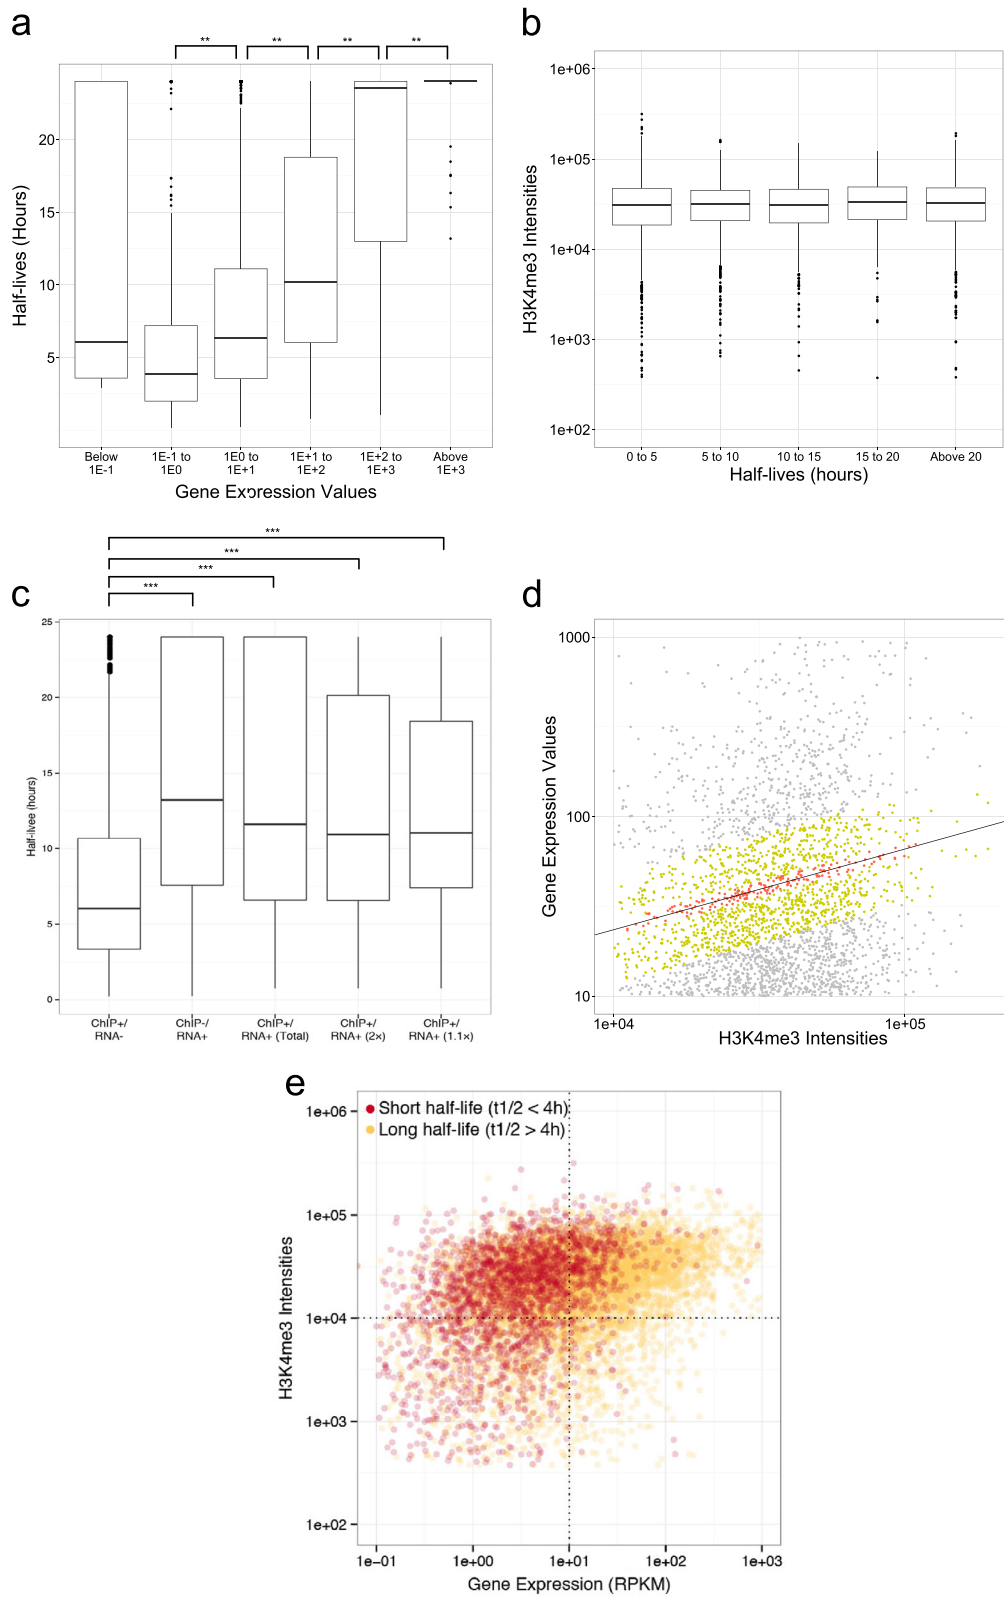 a
** ** ** **
Half-lives (Hours)
20
15
10
5
Below 1E-1 to 1E0 to 1E+1 to 1E+2 to Above
1E-1 1E0 1E+1 1E+2 1E+3 1E+3
Gene Expression Values
b
H3K4me3 Intensities
1e+06
1e+05
1e+04
1e+03
1e+02
0 to 5 5 to 10 10 to 15 15 to 20 Above 20
Half-lives (hours)
c
***
***
***
***
Half-ilvee (hours)
25
20
15
10
5
0
ChIP+/ ChIP-/ ChIP+/ ChIP+/ ChIP+/
RNA- RNA+ RNA+ (Total) RNA+ (2×) RNA+ (1.1×)
d
Gene Expression Values
1000
100
10
1e+04 1e+05
H3K4me3 Intensities
e
Short half-life (t1/2 < 4h)
Long half-life (t1/2 > 4h)
H3K4me3 Intensities
1e+06
1e+05
1e+04
1e+03
1e+02
1e−01 1e+00 1e+01 1e+02 1e+03
Gene Expression (RPKM)